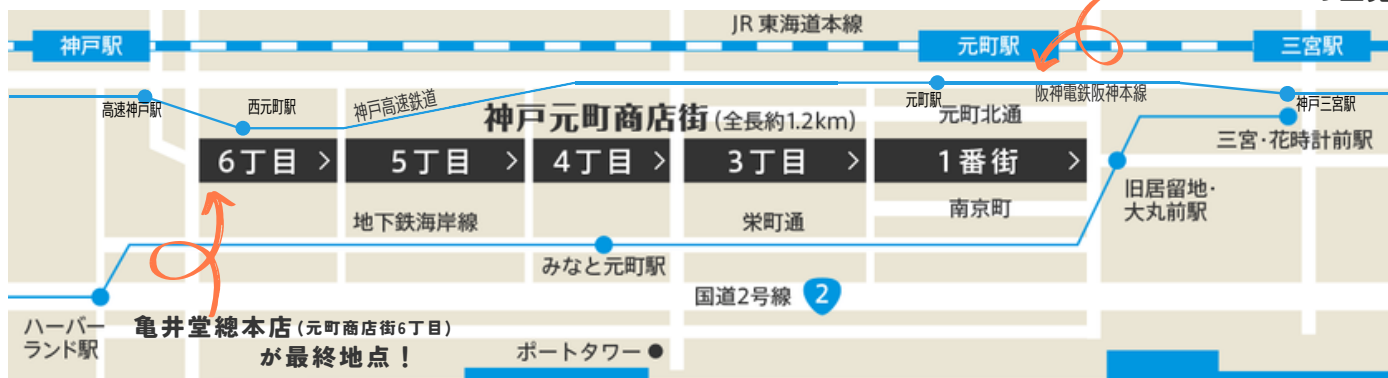 JR 東海道本線
神戸駅
元町駅
三宮駅
高速神戸駅
西元町駅
神戸高速鉄道
元町駅
阪神電鉄阪神本線
神戸三宮駅
神戸元町商店街(全長約1.2km)
元町北通
三宮・花時計前駅
6丁目 >
5丁目 >
4丁目 >
3丁目 >
1番街 >
旧居留地・
大丸前駅
地下鉄海岸線
栄町通
南京町
みなと元町駅
国道2号線 2
ハーバー
ランド駅
亀井堂總本店(元町商店街6丁目)
が最終地点!
ポートタワー●